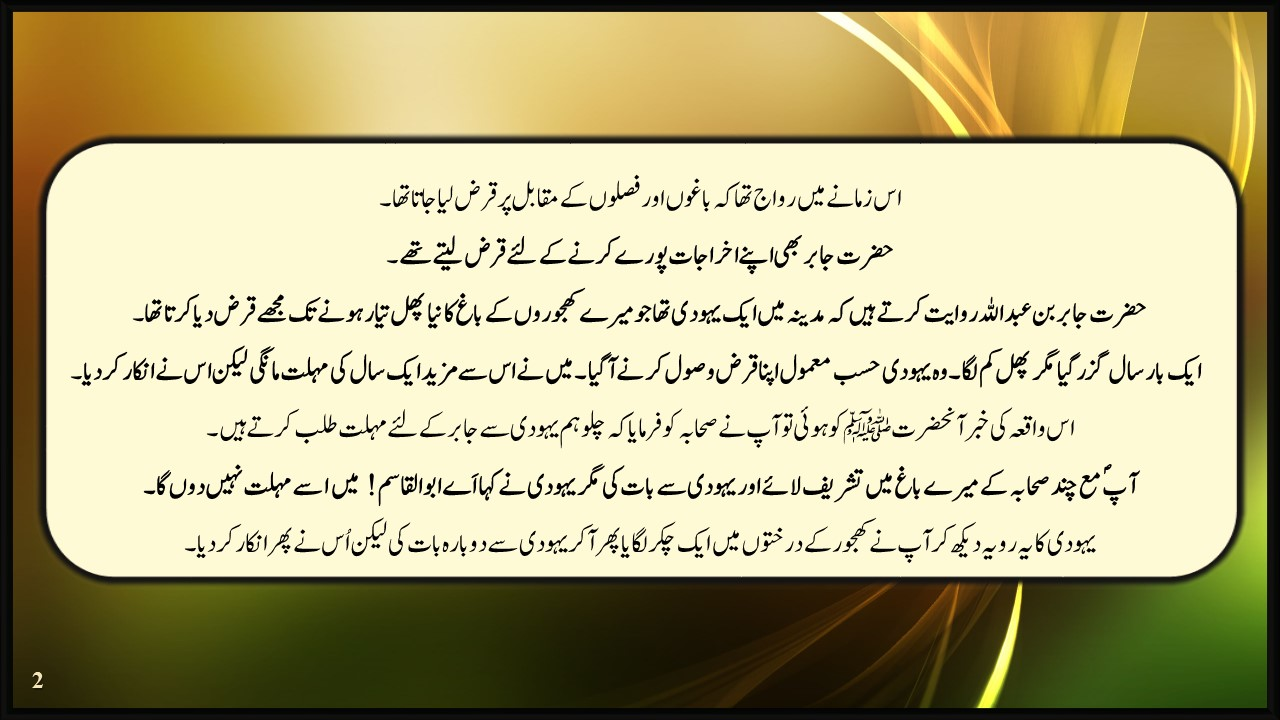 اس زمانے میں رواج تھا کہ باغوں اور فصلوں کے مقابل پر قرض لیا جاتا تھا۔
حضرت جابر بھی اپنے اخراجات پورے کرنے کے لئے قرض لیتے تھے۔
حضرت جابر بن عبداللہ روایت کرتے ہیں کہ مدینہ میں ایک یہودی تھا جو میرے کھجوروں کے باغ کا نیا پھل تیار ہونے تک مجھے قرض دیا کرتا تھا۔
ایک بار سال گزر گیا مگر پھل کم لگا۔ وہ یہودی حسب معمول اپنا قرض وصول کرنے آ گیا۔ میں نے اس سے مزید ایک سال کی مہلت مانگی لیکن اس نے انکار کر دیا۔
اس واقعہ کی خبر آنحضرت ﷺ کو ہوئی تو آپ نے صحابہ کو فرمایا کہ چلو ہم یہودی سے جابر کے لئے مہلت طلب کرتے ہیں۔
آپؐ مع چند صحابہ کے میرے باغ میں تشریف لائے اور یہودی سے بات کی مگر یہودی نے کہا اَے ابوالقاسم! میں اسے مہلت نہیں دوں گا۔
یہودی کا یہ رویہ دیکھ کر آپ نے کھجور کے درختوں میں ایک چکر لگایا پھر آ کر یہودی سے دوبارہ بات کی لیکن اُس نے پھر انکار کر دیا۔
2